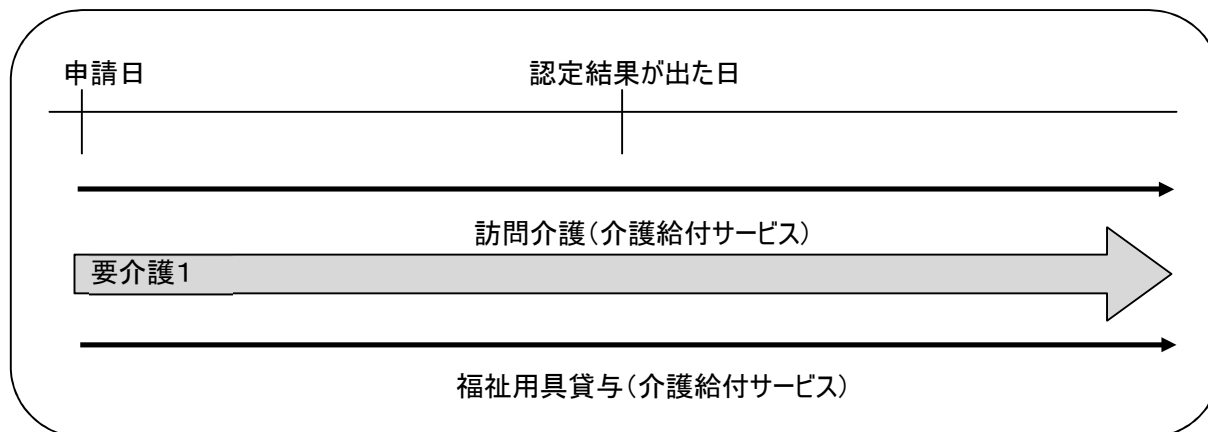 申請日
認定結果が出た日
訪問介護(介護給付サービス)
要介護1
福祉用具貸与(介護給付サービス)